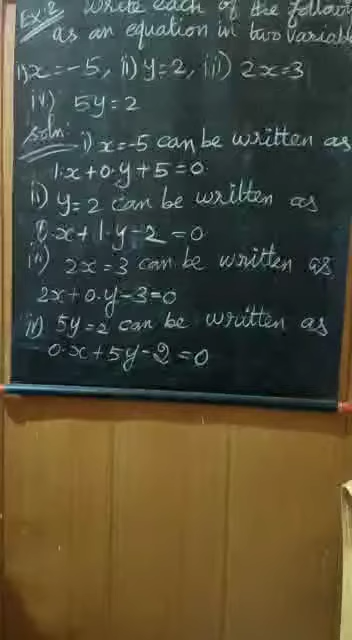 Ex:2 Write each of the follow
as an equation in two variabl
i) x = -5, ii) y = 2, iii) 2x = 3
iv) 5y = 2
Soln: i) x = -5 can be written as
1·x + 0·y + 5 = 0
ii) y = 2 can be written as
0·x + 1·y - 2 = 0
iii) 2x = 3 can be written as
2x + 0·y - 3 = 0
iv) 5y = 2 can be written as
0·x + 5y - 2 = 0